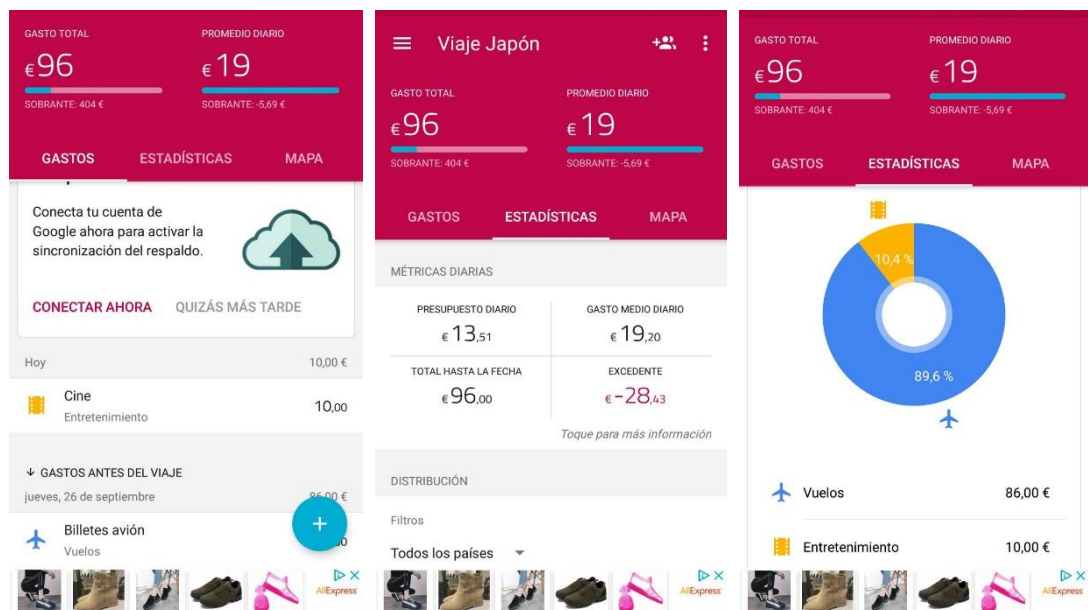 GASTO TOTAL PROMEDIO DIARIO
€96 €19
SOBRANTE: 404 € SOBRANTE: -5,69 €
GASTOS ESTADÍSTICAS MAPA
Conecta tu cuenta de
Google ahora para activar la
sincronización del respaldo.
CONECTAR AHORA QUIZÁS MÁS TARDE
Hoy 10,00 €
Cine 10,00
Entretenimiento
GASTOS ANTES DEL VIAJE
jueves, 26 de septiembre 86,00 €
Billetes avión
Vuelos
+
AliExpress
Viaje Japón
GASTO TOTAL PROMEDIO DIARIO
€96 €19
SOBRANTE: 404 € SOBRANTE: -5,69 €
GASTOS ESTADÍSTICAS MAPA
MÉTRICAS DIARIAS
PRESUPUESTO DIARIO GASTO MEDIO DIARIO
€13,51 €19,20
TOTAL HASTA LA FECHA EXCEDENTE
€96,00 €-28,43
Toque para más información
DISTRIBUCIÓN
Filtros
Todos los países
AliExpress
GASTO TOTAL PROMEDIO DIARIO
€96 €19
SOBRANTE: 404 € SOBRANTE: -5,69 €
GASTOS ESTADÍSTICAS MAPA
10,4 %
89,6 %
Vuelos 86,00 €
Entretenimiento 10,00 €
AliExpress